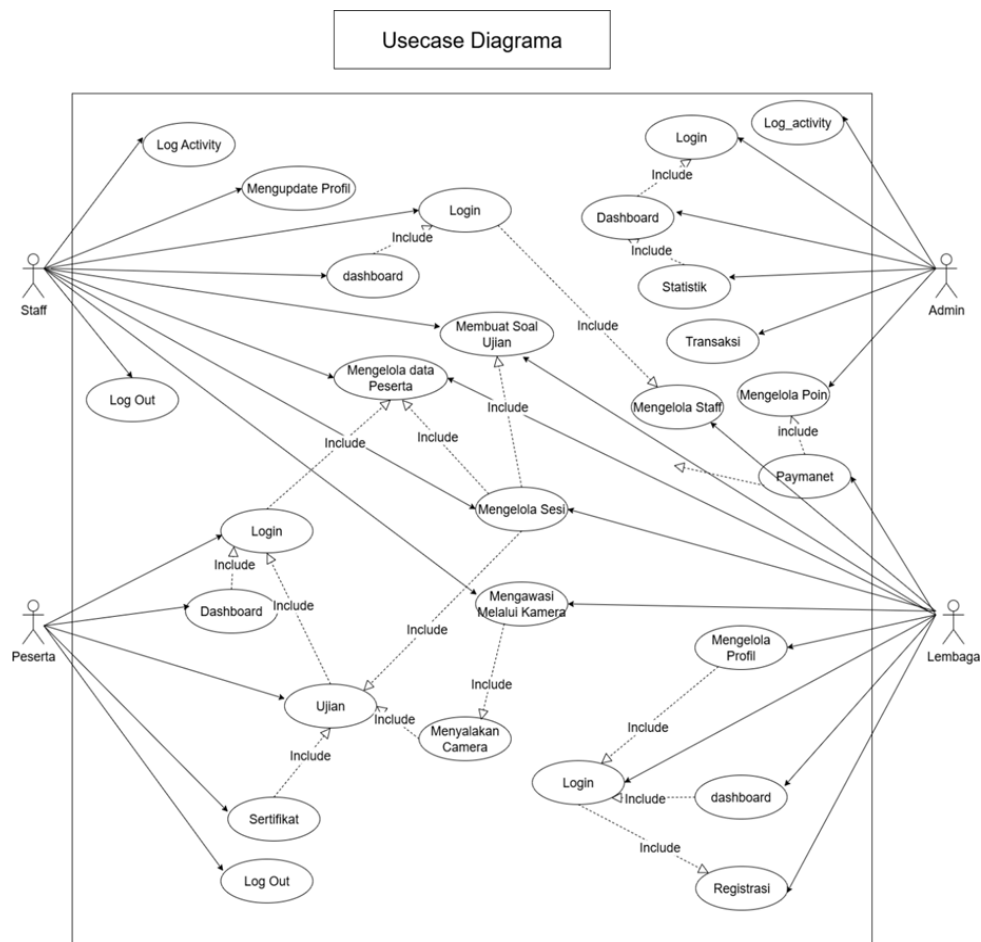 Usecase Diagrama
Log Activity
Log_activity
Login
Include
Mengupdate Profil
Login
Dashboard
Include
Include
dashboard
Statistik
Staff
Admin
Membuat Soal
Ujian
Include
Transaksi
Mengelola data
Peserta
Log Out
Mengelola Staff
Mengelola Poin
Include
Include
Include
include
Paymanet
Mengelola Sesi
Login
Include
Dashboard
Include
Mengawasi
Melalui Kamera
Peserta
Include
Mengelola
Profil
Lembaga
Include
Ujian
Include
Menyalakan
Camera
Include
Include
Login
Include
dashboard
Sertifikat
Include
Log Out
Registrasi